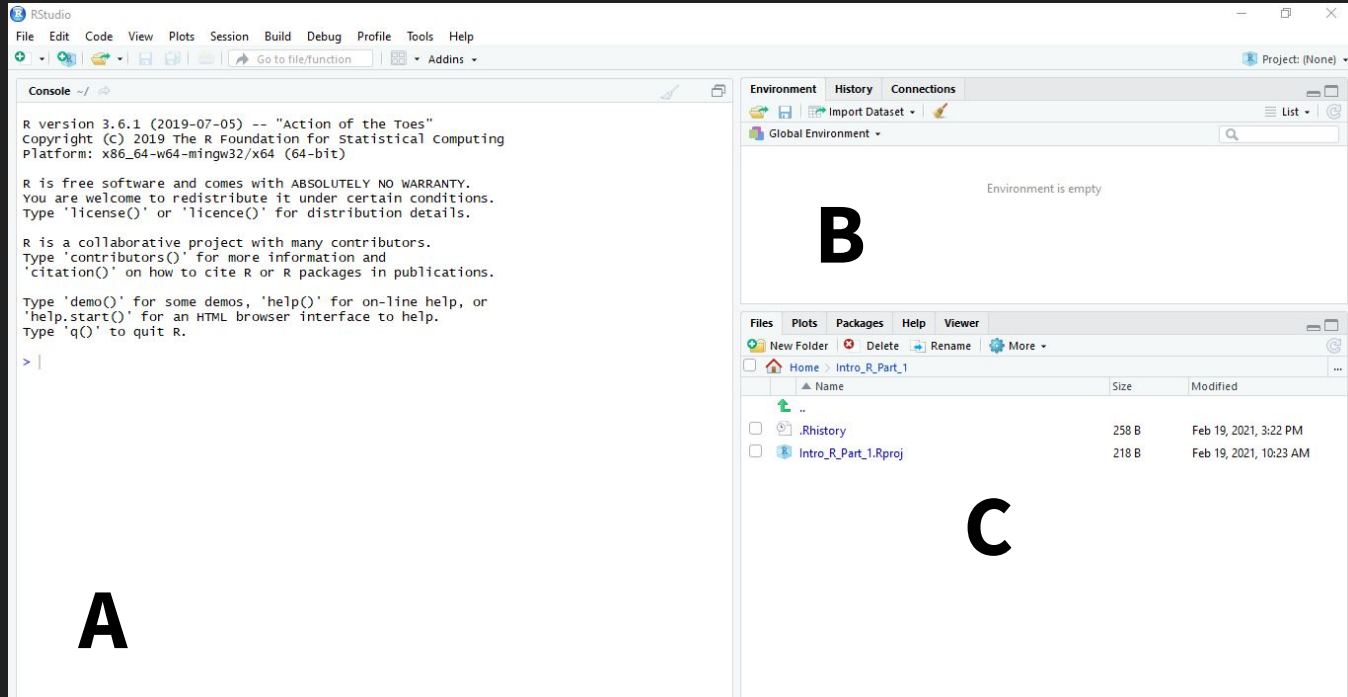 RStudio
File Edit Code View Plots Session Build Debug Profile Tools Help
Go to file/function Addins
Project: (None)
Console ~/
R version 3.6.1 (2019-07-05) -- "Action of the Toes"
Copyright (C) 2019 The R Foundation for Statistical Computing
Platform: x86_64-w64-mingw32/x64 (64-bit)
R is free software and comes with ABSOLUTELY NO WARRANTY.
You are welcome to redistribute it under certain conditions.
Type 'license()' or 'licence()' for distribution details.
R is a collaborative project with many contributors.
Type 'contributors()' for more information and
'citation()' on how to cite R or R packages in publications.
Type 'demo()' for some demos, 'help()' for on-line help, or
'help.start()' for an HTML browser interface to help.
Type 'q()' to quit R.
>
A
Environment History Connections
Import Dataset List
Global Environment
Environment is empty
B
Files Plots Packages Help Viewer
New Folder Delete Rename More
Home > Intro_R_Part_1 ...
Name Size Modified
..
.Rhistory 258 B Feb 19, 2021, 3:22 PM
Intro_R_Part_1.Rproj 218 B Feb 19, 2021, 10:23 AM
C